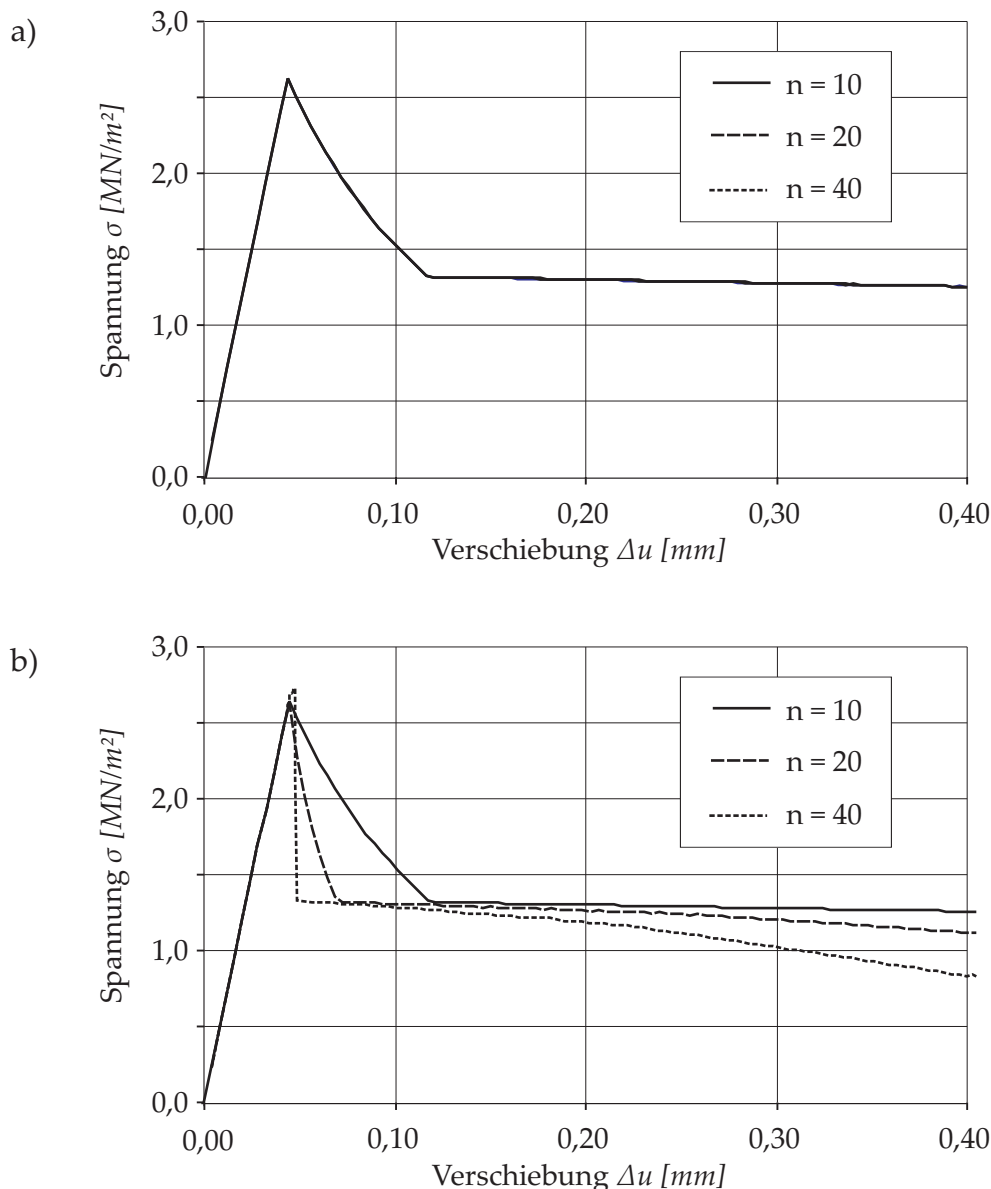 a)
Spannung σ [MN/m²]
3,0
2,0
1,0
0,0
n = 10
n = 20
n = 40
0,00 0,10 0,20 0,30 0,40
Verschiebung Δu [mm]
b)
Spannung σ [MN/m²]
3,0
2,0
1,0
0,0
n = 10
n = 20
n = 40
0,00 0,10 0,20 0,30 0,40
Verschiebung Δu [mm]